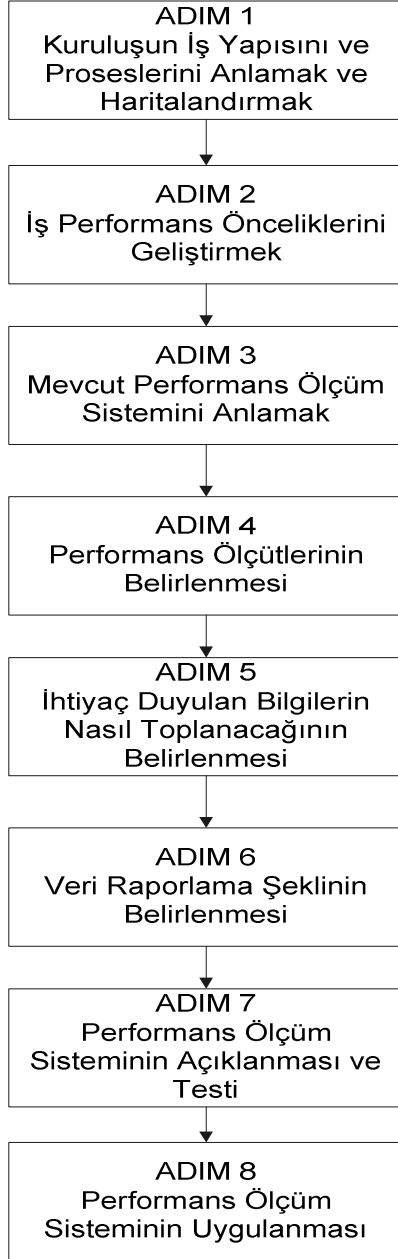 ADIM 1
Kuruluşun İş Yapısını ve
Proseslerini Anlamak ve
Haritalandırmak
ADIM 2
İş Performans Önceliklerini
Geliştirmek
ADIM 3
Mevcut Performans Ölçüm
Sistemini Anlamak
ADIM 4
Performans Ölçütlerinin
Belirlenmesi
ADIM 5
İhtiyaç Duyulan Bilgilerin
Nasıl Toplanacağının
Belirlenmesi
ADIM 6
Veri Raporlama Şeklinin
Belirlenmesi
ADIM 7
Performans Ölçüm
Sisteminin Açıklanması ve
Testi
ADIM 8
Performans Ölçüm
Sisteminin Uygulanması